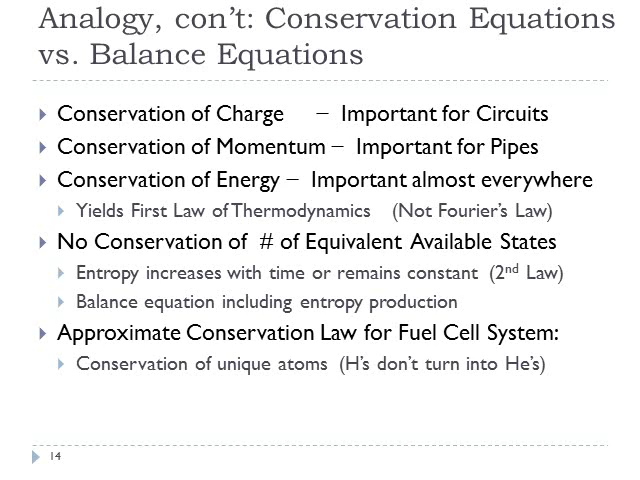 Analogy, con’t: Conservation Equations
vs. Balance Equations
Conservation of Charge – Important for Circuits
Conservation of Momentum – Important for Pipes
Conservation of Energy – Important almost everywhere
Yields First Law of Thermodynamics (Not Fourier’s Law)
No Conservation of # of Equivalent Available States
Entropy increases with time or remains constant (2nd Law)
Balance equation including entropy production
Approximate Conservation Law for Fuel Cell System:
Conservation of unique atoms (H’s don’t turn into He’s)
14